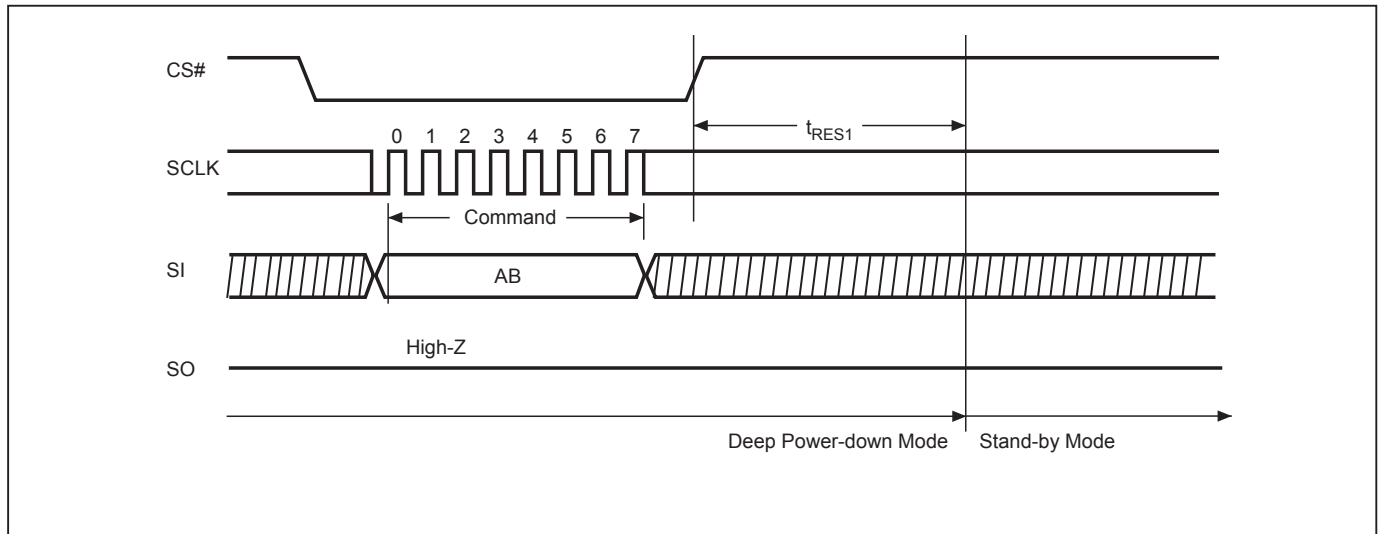 CS#
tRES1
0 1 2 3 4 5 6 7
SCLK
Command
SI
AB
High-Z
SO
Deep Power-down Mode Stand-by Mode